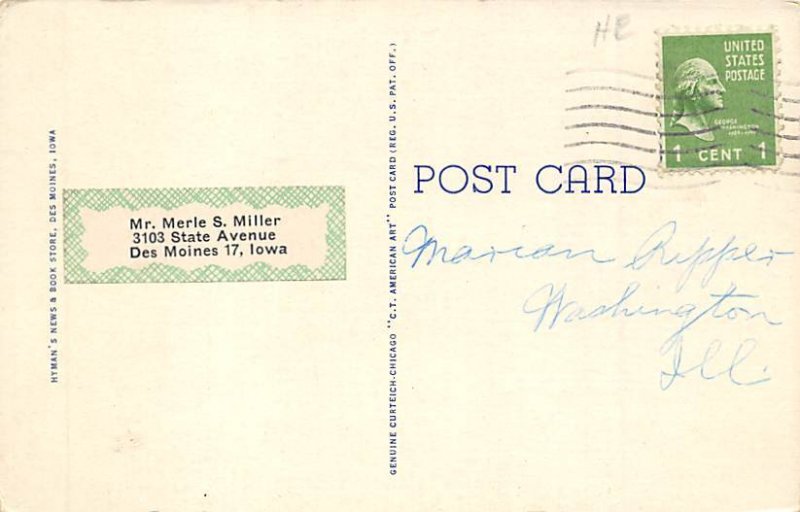 HYMAN'S NEWS & BOOK STORE, DES MOINES, IOWA
Mr. Merle S. Miller
3103 State Avenue
Des Moines 17, Iowa
GENUINE CURTEICH-CHICAGO "C.T. AMERICAN ART" POST CARD (REG. U.S. PAT. OFF.)
HE
UNITED
STATES
POSTAGE
GEORGE
WASHINGTON
1 CENT 1
POST CARD
Marian Ripper
Washington
Ill.